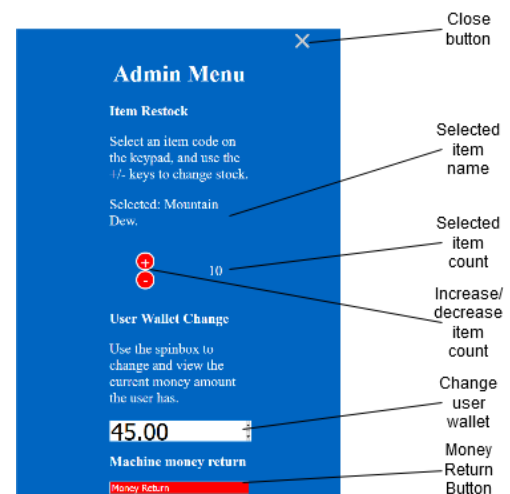 Close
button
×
Admin Menu
Item Restock
Select an item code on
the keypad, and use the
+/- keys to change stock.
Selected
item
name
Selected: Mountain
Dew.
Selected
item
count
+
10
-
Increase/
decrease
item
count
User Wallet Change
Use the spinbox to
change and view the
current money amount
the user has.
Change
user
wallet
45.00
Machine money return
Money
Return
Button
Money Return